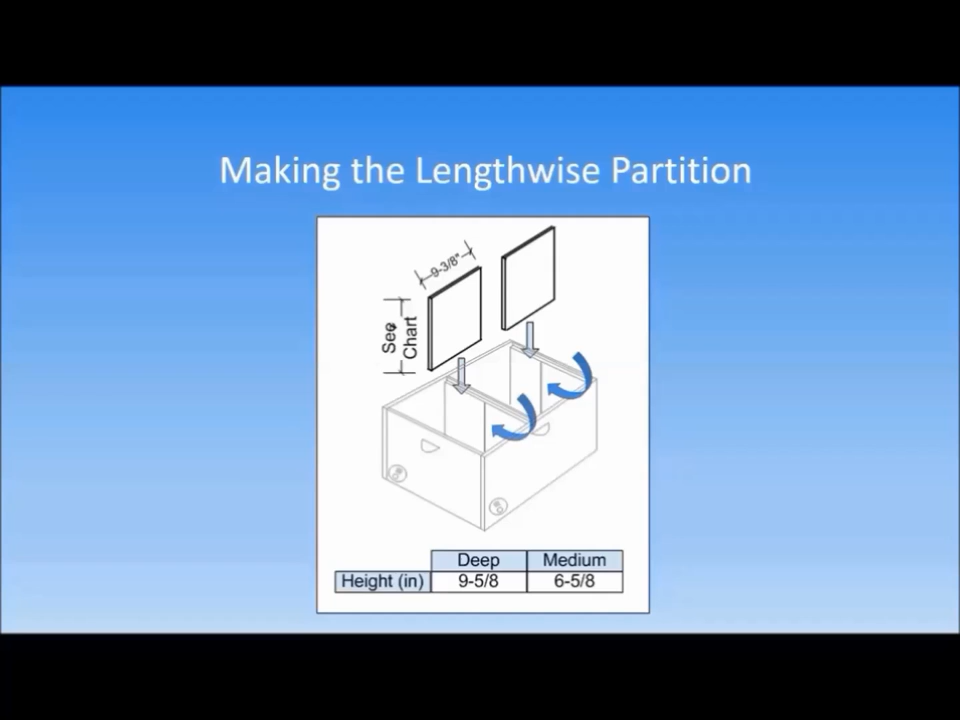 Making the Lengthwise Partition
9-3/8"
See
Chart
Deep Medium
Height (in) 9-5/8 6-5/8